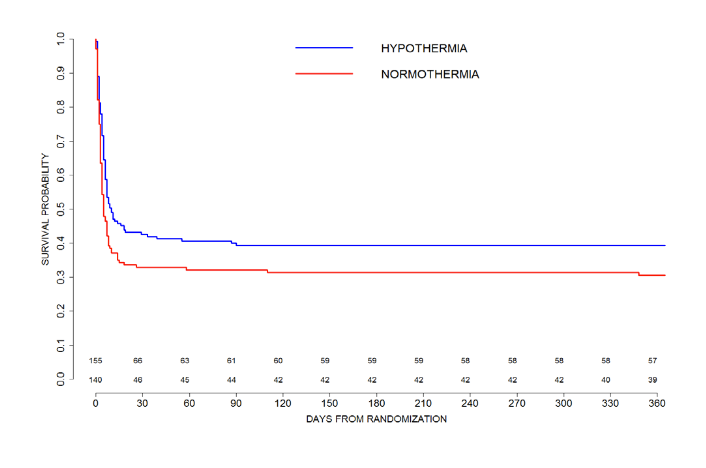 HYPOTHERMIA
NORMOTHERMIA
SURVIVAL PROBABILITY
1.0
0.9
0.8
0.7
0.6
0.5
0.4
0.3
0.2
0.1
0.0
155 66 63 61 60 59 59 59 58 58 58 58 57
140 46 45 44 42 42 42 42 42 42 42 40 39
0 30 60 90 120 150 180 210 240 270 300 330 360
DAYS FROM RANDOMIZATION